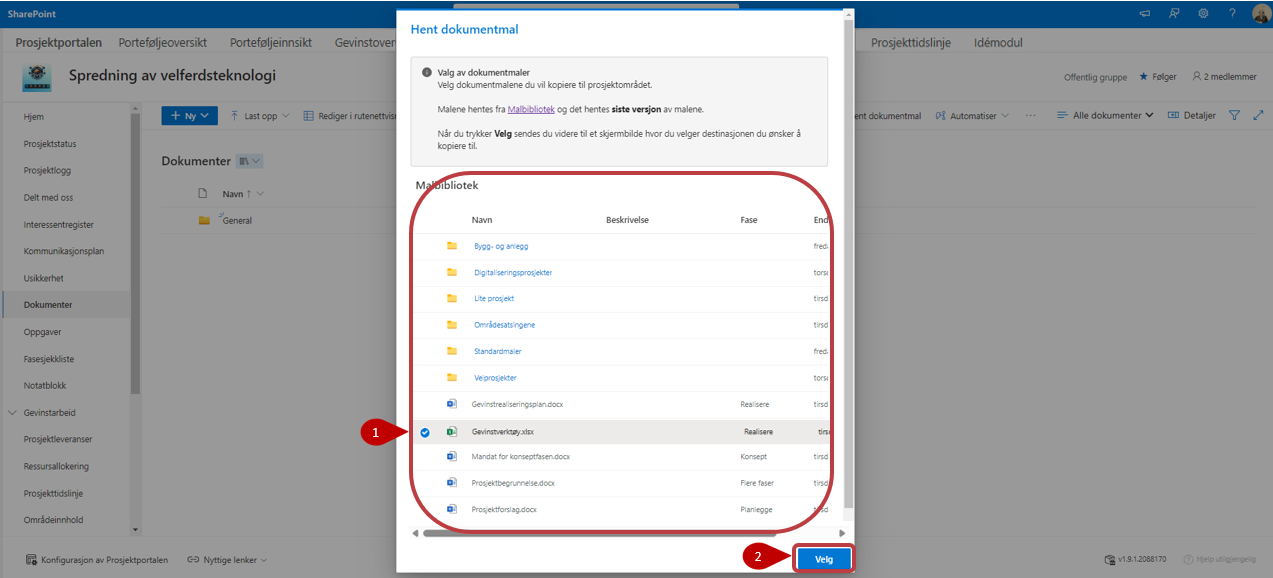 SharePoint
?
Prosjektportalen Porteføljeoversikt Porteføljeinnsikt Gevinstover Prosjekttidslinje Idémodul
Spredning av velferdsteknologi
Offentlig gruppe Følger 2 medlemmer
Ny Last opp Rediger i rutenettvisn ent dokumentmal Automatiser ... Alle dokumenter Detaljer
Hjem
Prosjektstatus
Prosjektlogg
Delt med oss
Interessentregister
Kommunikasjonsplan
Usikkerhet
Dokumenter
Oppgaver
Fasesjekkliste
Notatblokk
Gevinstarbeid
Prosjektleveranser
Ressursallokering
Prosjekttidslinje
Områdeinnhold
Dokumenter
Navn
General
Hent dokumentmal
Valg av dokumentmaler
Velg dokumentmalene du vil kopiere til prosjektområdet.
Malene hentes fra Malbibliotek og det hentes siste versjon av malene.
Når du trykker Velg sendes du videre til et skjermbilde hvor du velger destinasjonen du ønsker å
kopiere til.
Malbibliotek
Navn Beskrivelse Fase End
Bygg- og anlegg freda
Digitaliseringsprosjekter torsd
Lite prosjekt tirsd
Områdesatsingene tirsd
Standardmaler freda
Veiprosjekter torsd
Gevinstrealiseringsplan.docx Realisere tirsd
1 Gevinstverktøy.xlsx Realisere tirs
Mandat for konseptfasen.docx Konsept tirsd
Prosjektbegrunnelse.docx Flere faser tirsd
Prosjektforslag.docx Planlegge tirsd
2 Velg
Konfigurasjon av Prosjektportalen Nyttige lenker v1.9.1.2088170 Hjelp utilgjengelig